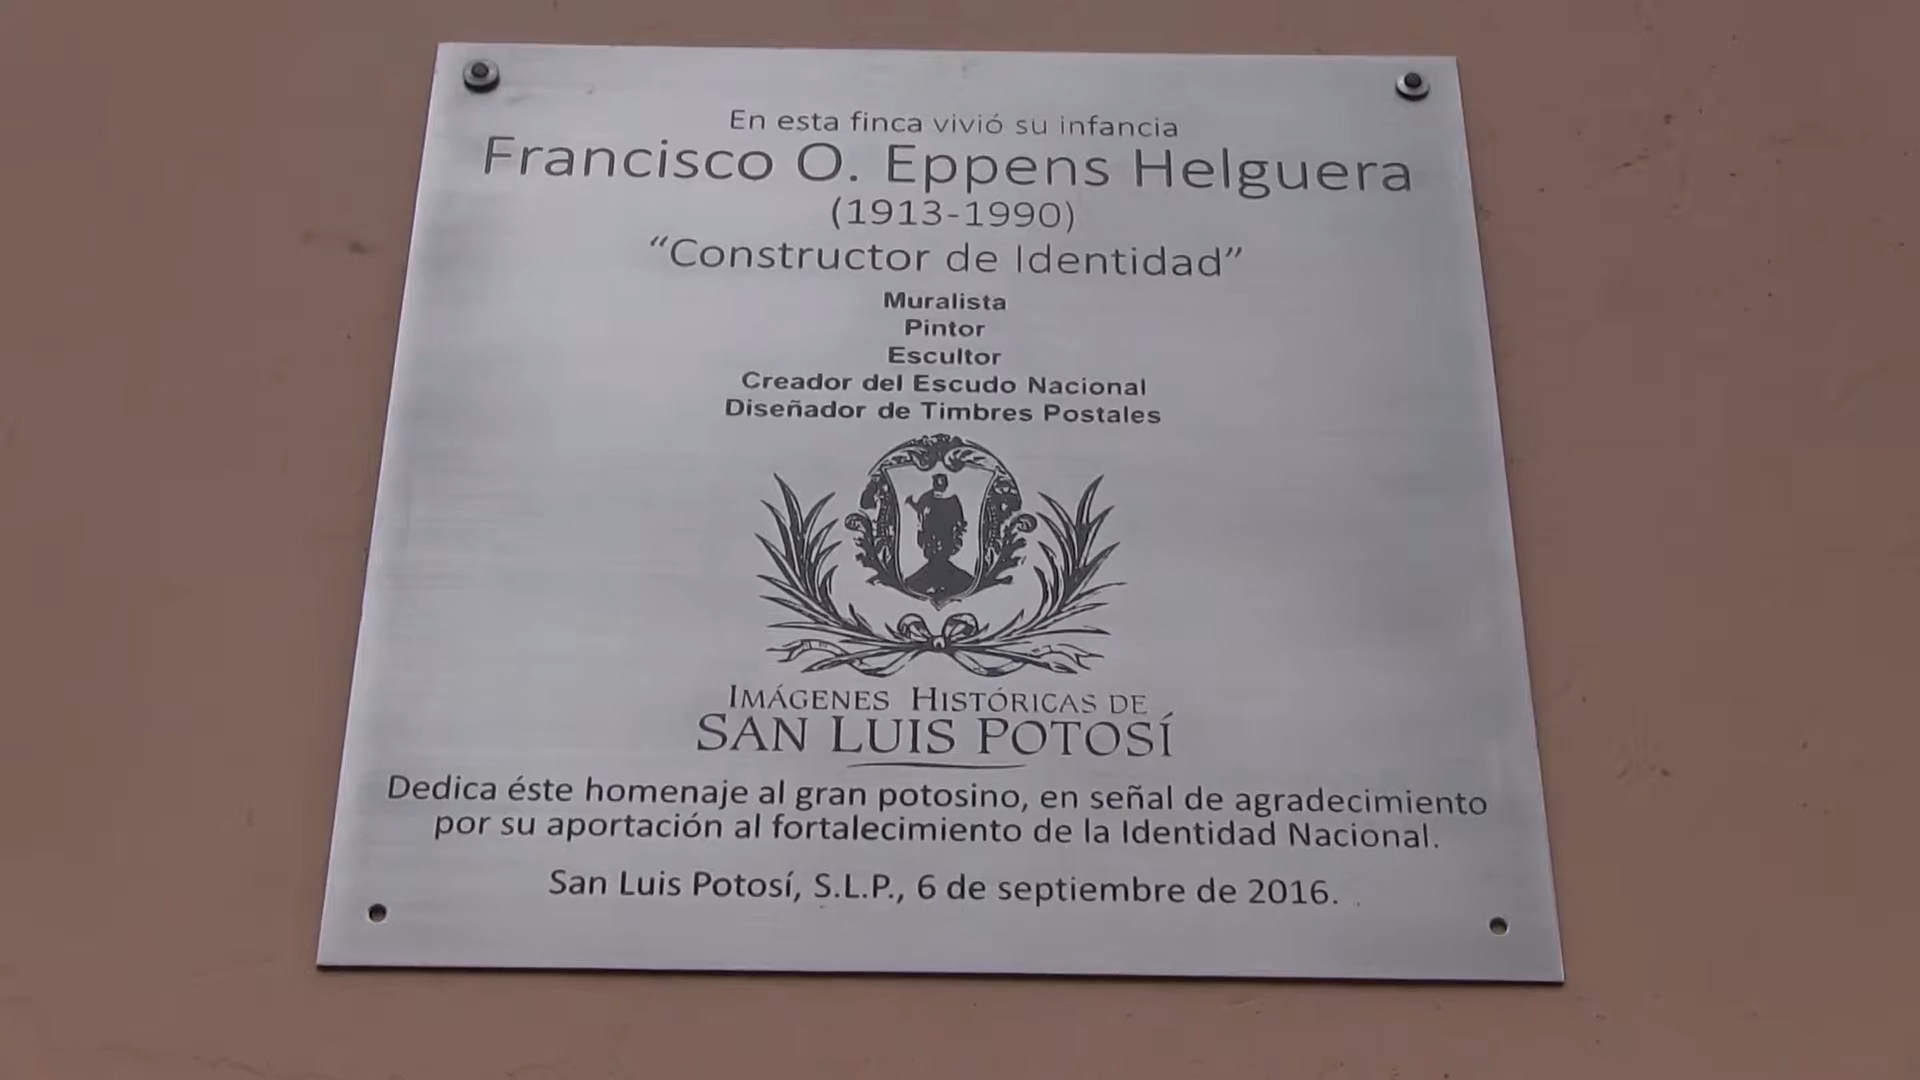 En esta finca vivió su infancia
Francisco O. Eppens Helguera
(1913-1990)
“Constructor de Identidad”
Muralista
Pintor
Escultor
Creador del Escudo Nacional
Diseñador de Timbres Postales
IMÁGENES HISTÓRICAS DE
SAN LUIS POTOSÍ
Dedica éste homenaje al gran potosino, en señal de agradecimiento
por su aportación al fortalecimiento de la Identidad Nacional.
San Luis Potosí, S.L.P., 6 de septiembre de 2016.